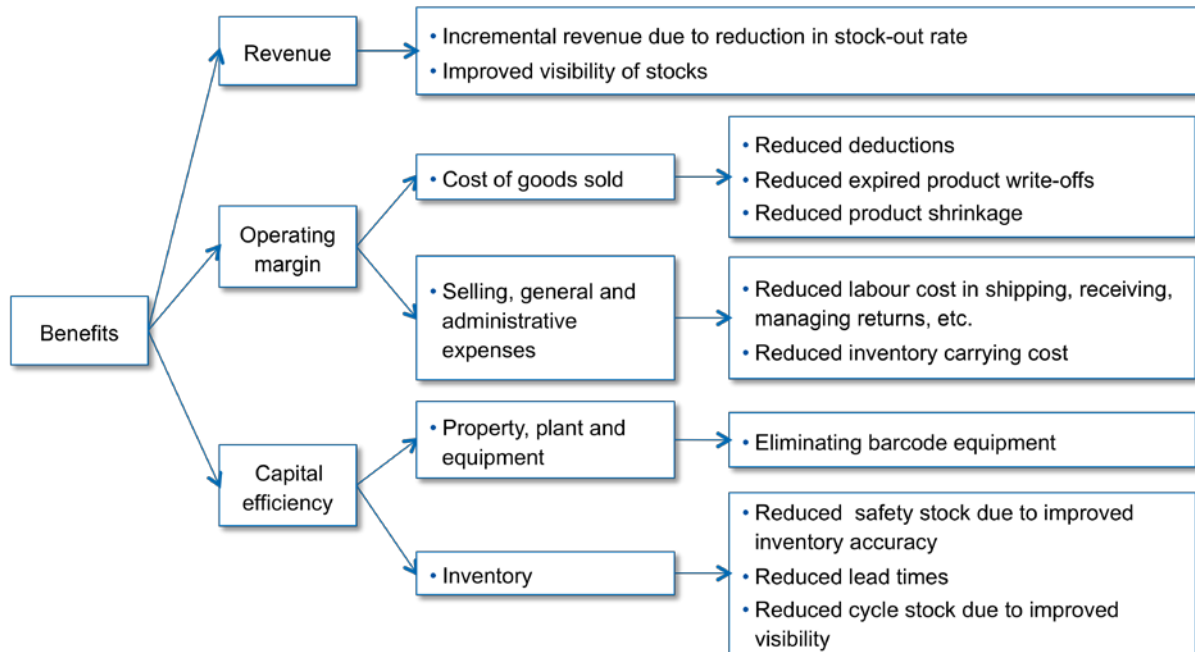 Benefits
Revenue
• Incremental revenue due to reduction in stock-out rate
• Improved visibility of stocks
Operating
margin
• Cost of goods sold
• Reduced deductions
• Reduced expired product write-offs
• Reduced product shrinkage
• Selling, general and
administrative
expenses
• Reduced labour cost in shipping, receiving,
managing returns, etc.
• Reduced inventory carrying cost
Capital
efficiency
• Property, plant and
equipment
• Eliminating barcode equipment
• Inventory
• Reduced  safety stock due to improved
inventory accuracy
• Reduced lead times
• Reduced cycle stock due to improved
visibility